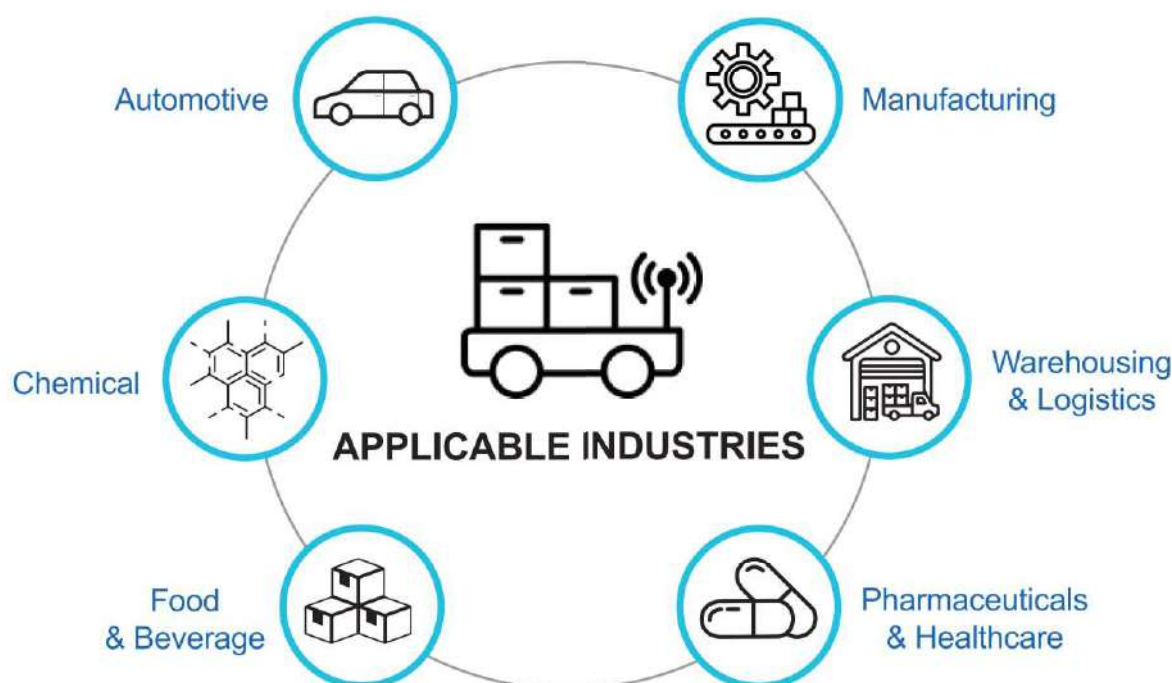 Automotive
Manufacturing
Chemical
Warehousing
& Logistics
APPLICABLE INDUSTRIES
Food
& Beverage
Pharmaceuticals
& Healthcare